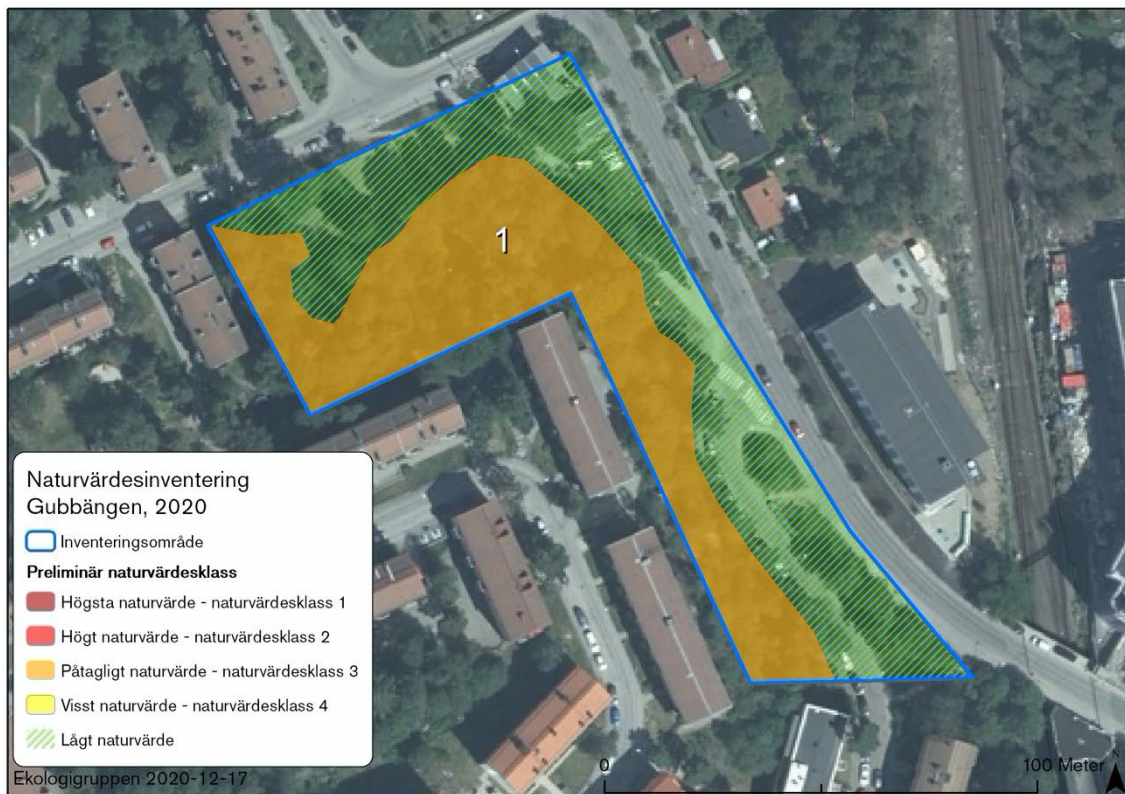 1
Naturvärdesinventering
Gubbängen, 2020
Inventeringsområde
Preliminär naturvärdesklass
Högsta naturvärde - naturvärdesklass 1
Högt naturvärde - naturvärdesklass 2
Påtagligt naturvärde - naturvärdesklass 3
Visst naturvärde - naturvärdesklass 4
Lågt naturvärde
Ekologigruppen 2020-12-17
0 100 Meter